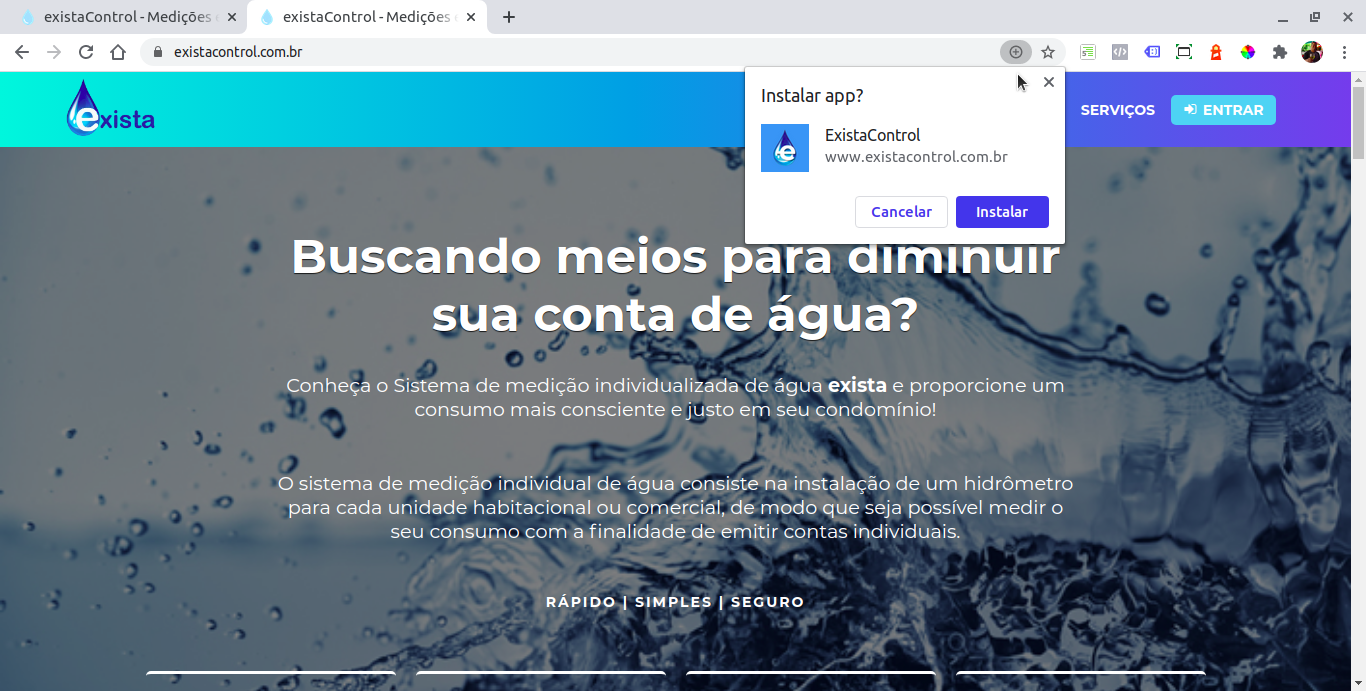 existaControl - Medições
existaControl - Medições
existacontrol.com.br
exista
SERVIÇOS
ENTRAR
Instalar app?
ExistaControl
www.existacontrol.com.br
Cancelar
Instalar
Buscando meios para diminuir
sua conta de água?
Conheça o Sistema de medição individualizada de água exista e proporcione um
consumo mais consciente e justo em seu condomínio!
O sistema de medição individual de água consiste na instalação de um hidrômetro
para cada unidade habitacional ou comercial, de modo que seja possível medir o
seu consumo com a finalidade de emitir contas individuais.
RÁPIDO | SIMPLES | SEGURO